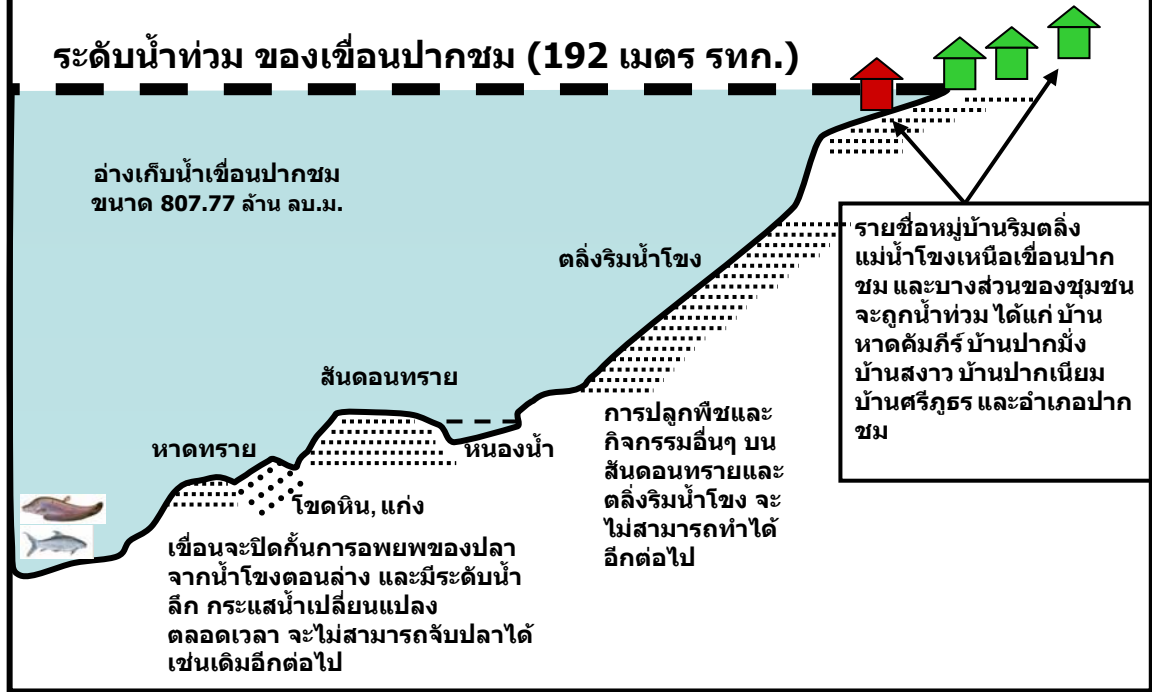 ระดับน้ำท่วม ของเขื่อนปากชม (192 เมตร รทก.)
อ่างเก็บน้ำเขื่อนปากชม
ขนาด 807.77 ล้าน ลบ.ม.
ตลิ่งริมน้ำโขง
รายชื่อหมู่บ้านริมตลิ่ง
แม่น้ำโขงเหนือเขื่อนปาก
ชม และบางส่วนของชุมชน
จะถูกน้ำท่วม ได้แก่ บ้าน
หาดคัมภีร์ บ้านปากมั่ง
บ้านสงาว บ้านปากเนียม
บ้านศรีภูธร และอำเภอปาก
ชม
สันดอนทราย
หาดทราย
หนองน้ำ
โขดหิน, แก่ง
การปลูกพืชและ
กิจกรรมอื่นๆ บน
สันดอนทรายและ
ตลิ่งริมน้ำโขง จะ
ไม่สามารถทำได้
อีกต่อไป
เขื่อนจะปิดกั้นการอพยพของปลา
จากน้ำโขงตอนล่าง และมีระดับน้ำ
ลึก กระแสน้ำเปลี่ยนแปลง
ตลอดเวลา จะไม่สามารถจับปลาได้
เช่นเดิมอีกต่อไป